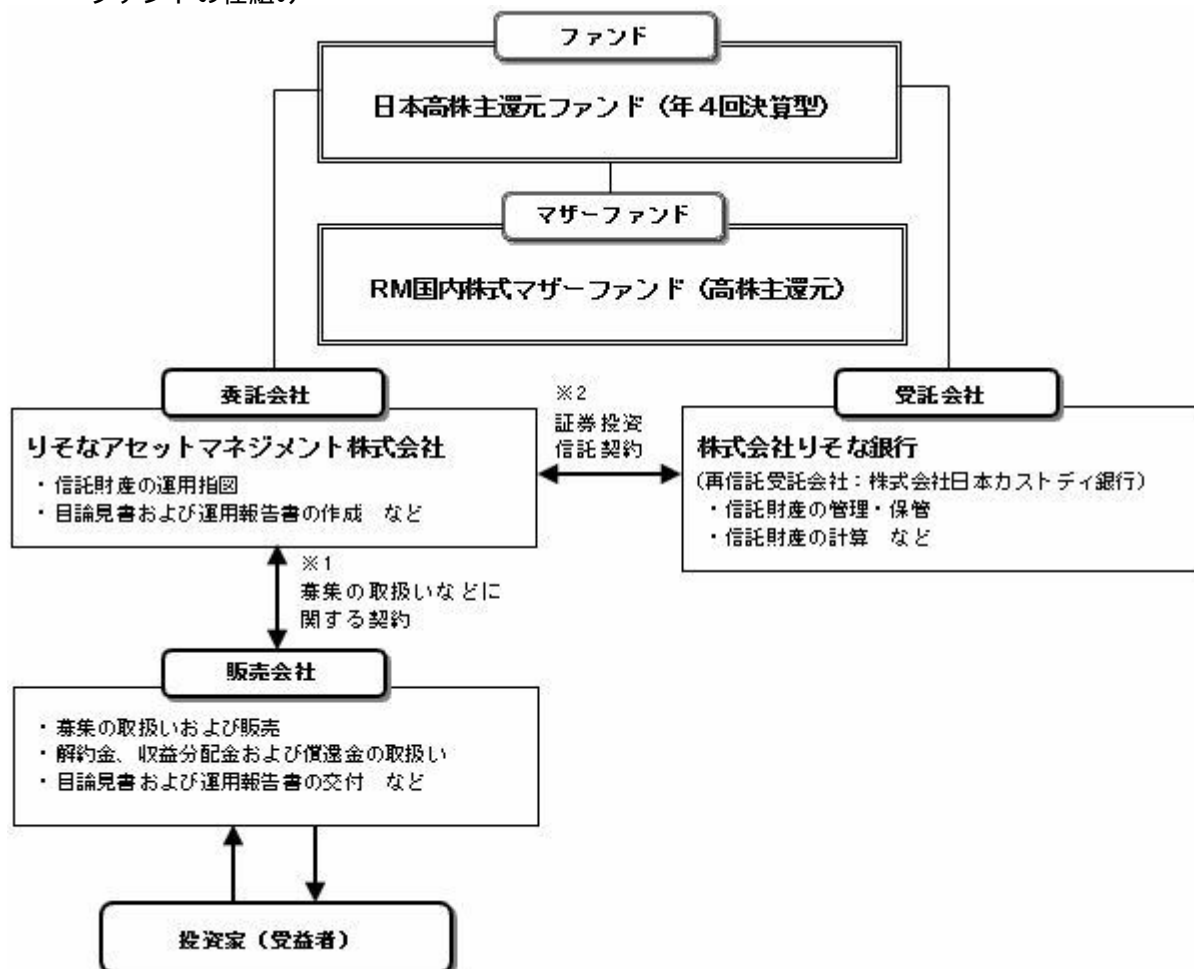 ファンドの仕組み
ファンド
日本高株主還元ファンド（年４回決算型）
マザーファンド
RM国内株式マザーファンド（高株主還元）
委託会社
りそなアセットマネジメント株式会社
・信託財産の運用指図
・目論見書および運用報告書の作成　など
※2
証券投資
信託契約
受託会社
株式会社りそな銀行
（再信託受託会社：株式会社日本カストディ銀行）
・信託財産の管理・保管
・信託財産の計算　など
※1
募集の取扱いなどに
関する契約
販売会社
・募集の取扱いおよび販売
・解約金、収益分配金および償還金の取扱い
・目論見書および運用報告書の交付　など
投資家（受益者）